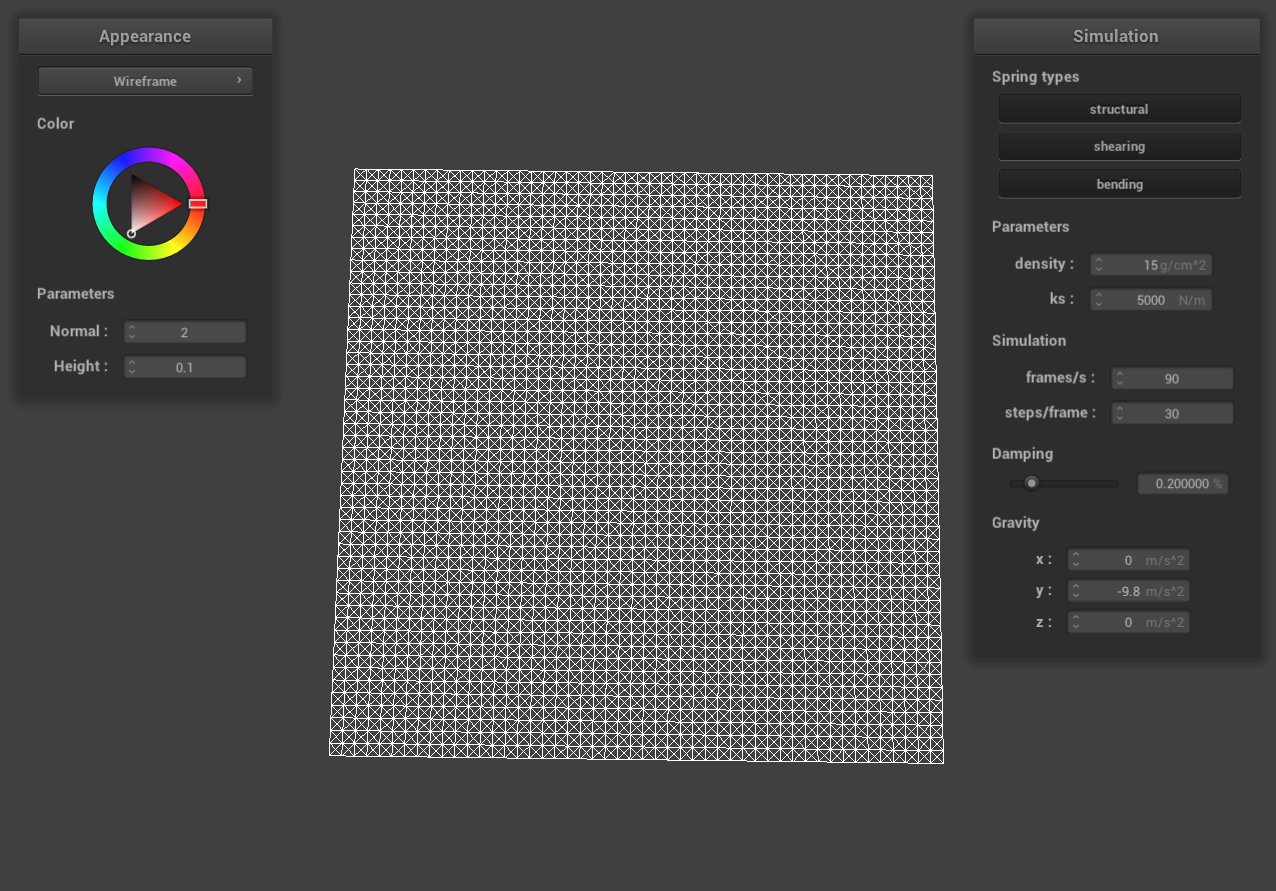 Appearance
Wireframe
Color
Parameters
Normal : 2
Height : 0.1
Simulation
Spring types
structural
shearing
bending
Parameters
density : 15 g/cm^2
ks : 5000 N/m
Simulation
frames/s : 90
steps/frame : 30
Damping
0.200000 %
Gravity
x : 0 m/s^2
y : -9.8 m/s^2
z : 0 m/s^2